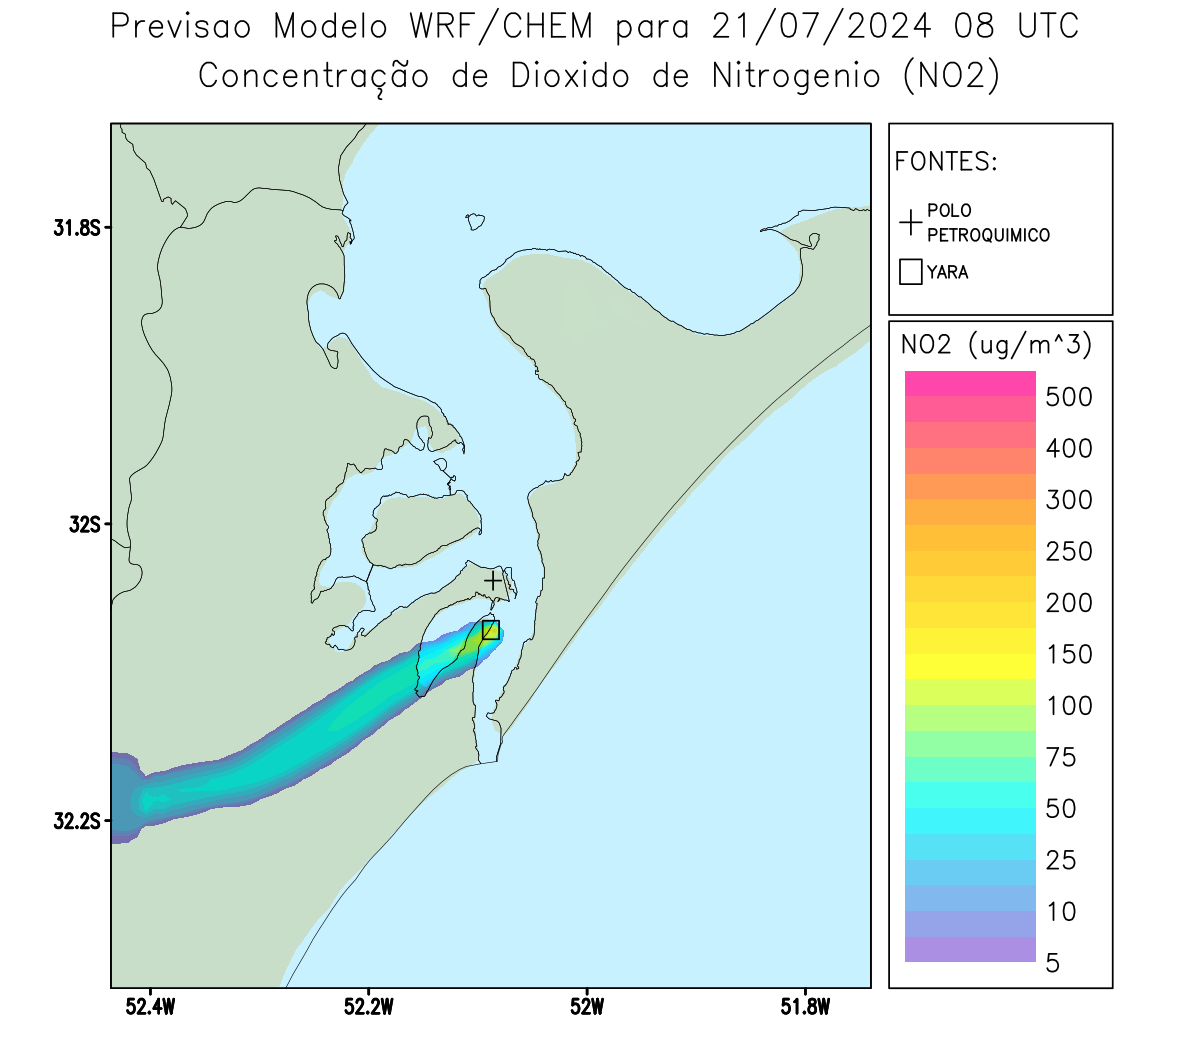 Previsao Modelo WRF/CHEM para 21/07/2024 08 UTC
Concentração de Dioxido de Nitrogenio (NO2)
FONTES:
POLO
PETROQUIMICO
YARA
31.8S
32S
32.2S
52.4W
52.2W
52W
51.8W
NO2 (ug/m^3)
500
400
300
250
200
150
100
75
50
25
10
5